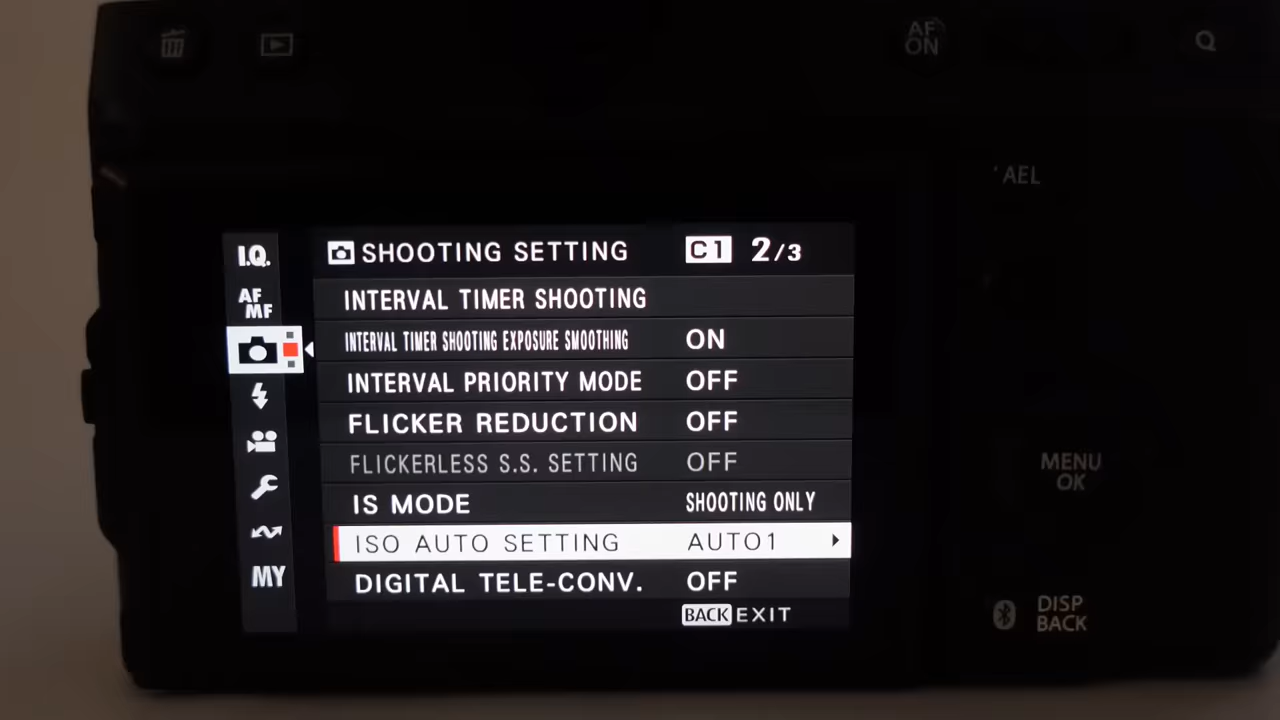 AF
ON
Q
AEL
I.Q.
SHOOTING SETTING C1 2/3
AF
MF
INTERVAL TIMER SHOOTING
INTERVAL TIMER SHOOTING EXPOSURE SMOOTHING ON
INTERVAL PRIORITY MODE OFF
FLICKER REDUCTION OFF
FLICKERLESS S.S. SETTING OFF
IS MODE SHOOTING ONLY
ISO AUTO SETTING AUTO1
MY
DIGITAL TELE-CONV. OFF
BACK EXIT
MENU
OK
DISP
BACK